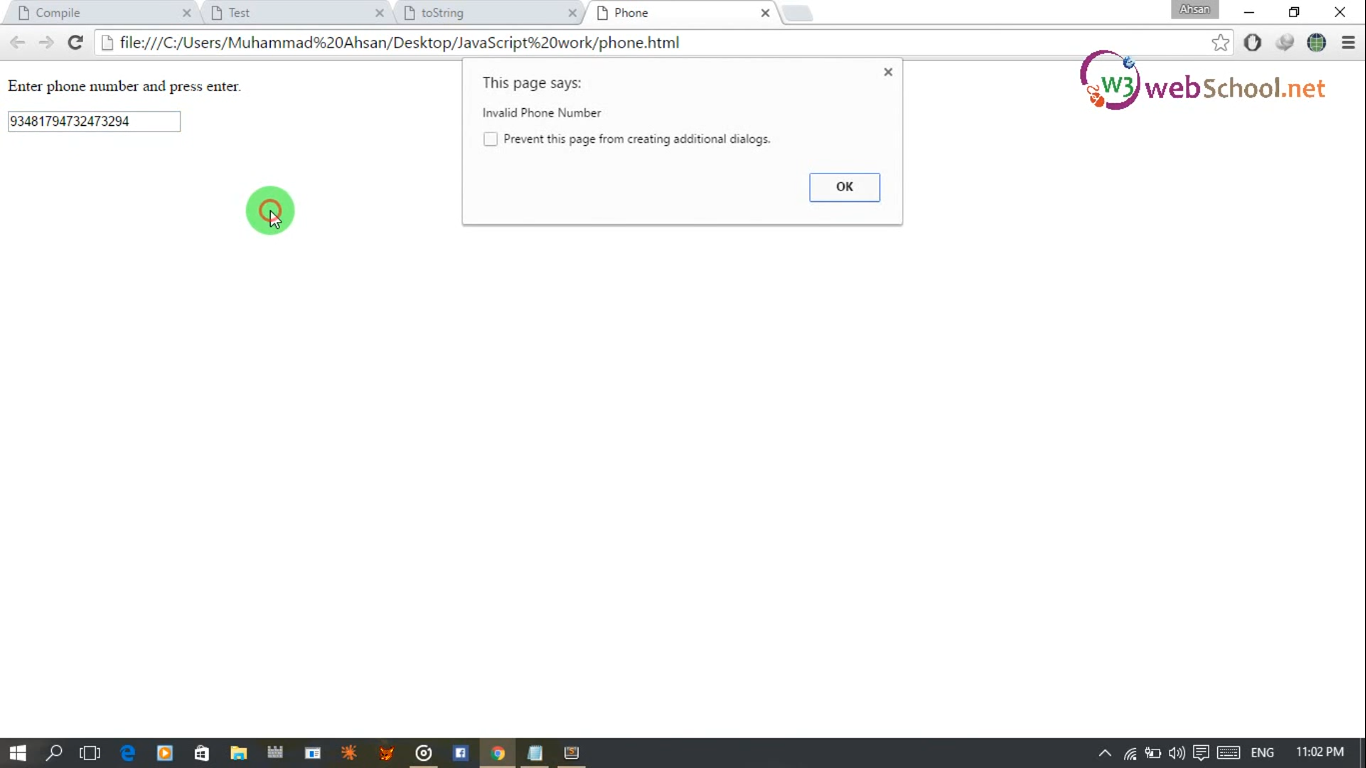 Compile
Test
toString
Phone
Ahsan
file:///C:/Users/Muhammad%20Ahsan/Desktop/JavaScript%20work/phone.html
Enter phone number and press enter.
93481794732473294
This page says:
Invalid Phone Number
Prevent this page from creating additional dialogs.
OK
W3 webSchool.net
ENG
11:02 PM